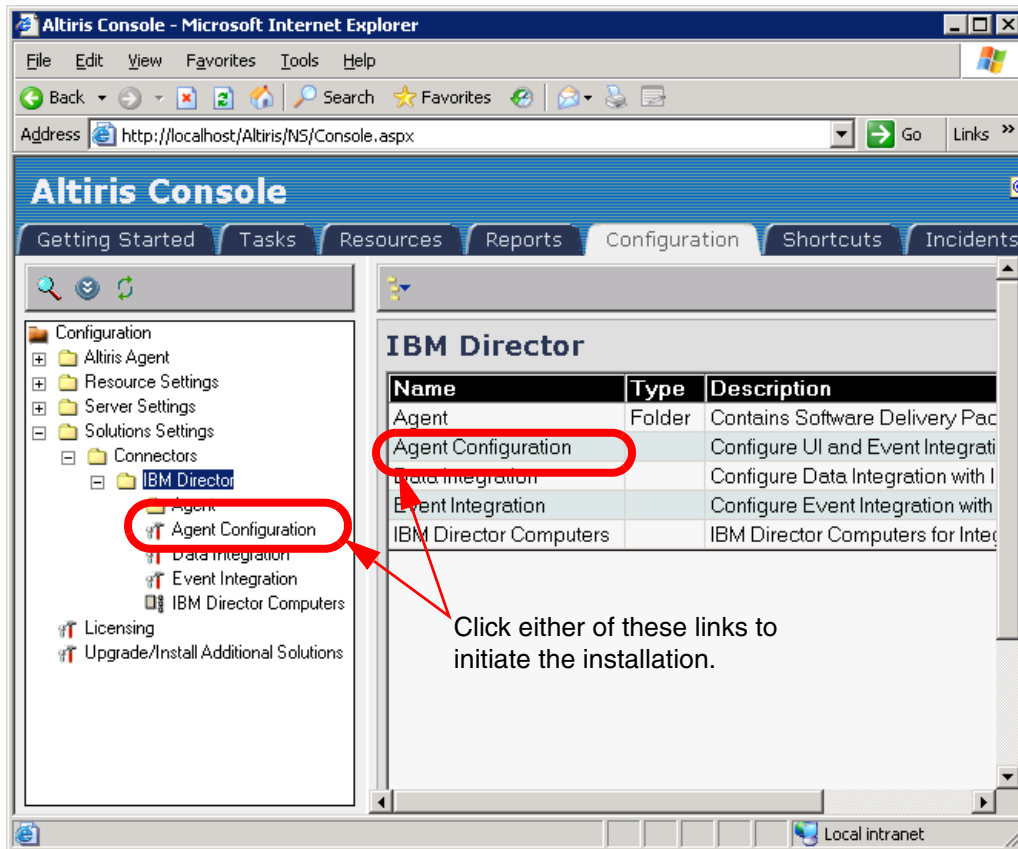 Altiris Console - Microsoft Internet Explorer
File Edit View Favorites Tools Help
Back Search Favorites
Address http://localhost/Altiris/NS/Console.aspx Go Links »
Altiris Console
Getting Started Tasks Resources Reports Configuration Shortcuts Incidents
Configuration
Altiris Agent
Resource Settings
Server Settings
Solutions Settings
Connectors
IBM Director
Agent
Agent Configuration
Data Integration
Event Integration
IBM Director Computers
Licensing
Upgrade/Install Additional Solutions
IBM Director
Name Type Description
Agent Folder Contains Software Delivery Pac
Agent Configuration Configure UI and Event Integrati
Data Integration Configure Data Integration with I
Event Integration Configure Event Integration with
IBM Director Computers IBM Director Computers for Integ
Click either of these links to
initiate the installation.
Local intranet